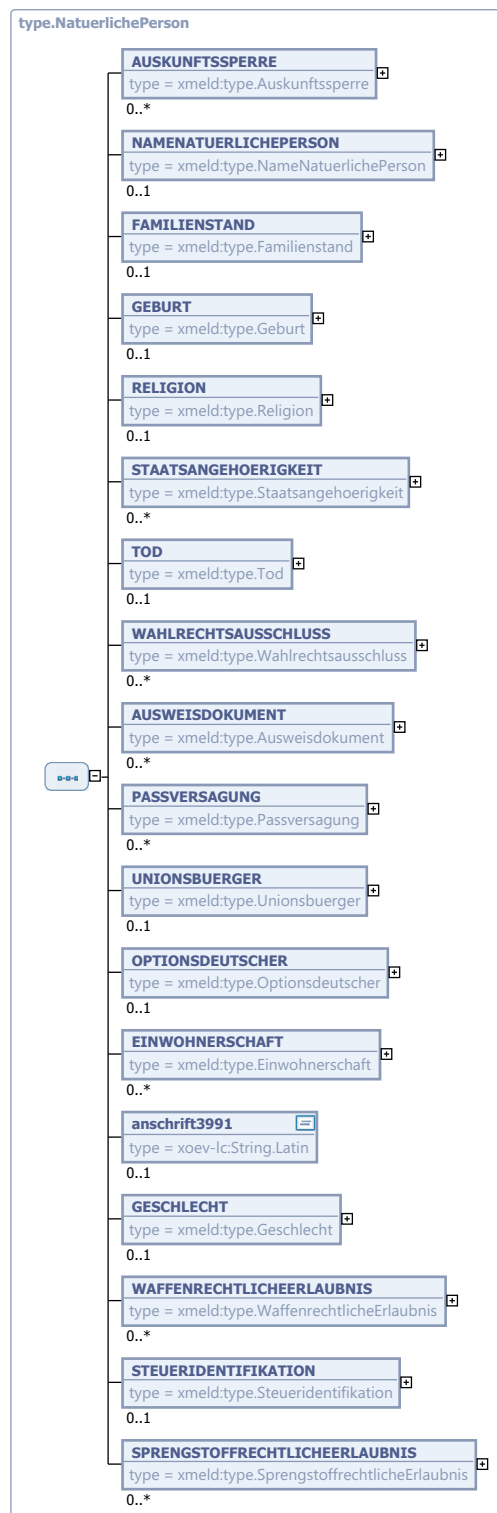 type.NatuerlichePerson
AUSKUNFTSSPERRE
type = xmeld:type.Auskunftssperre
0..*
NAMENATUERLICHEPERSON
type = xmeld:type.NameNatuerlichePerson
0..1
FAMILIENSTAND
type = xmeld:type.Familienstand
0..1
GEBURT
type = xmeld:type.Geburt
0..1
RELIGION
type = xmeld:type.Religion
0..1
STAATSANGEHOERIGKEIT
type = xmeld:type.Staatsangehoerigkeit
0..*
TOD
type = xmeld:type.Tod
0..1
WAHLRECHTSAUSSCHLUSS
type = xmeld:type.Wahlrechtsausschluss
0..*
AUSWEISDOKUMENT
type = xmeld:type.Ausweisdokument
0..*
PASSVERSAGUNG
type = xmeld:type.Passversagung
0..*
UNIONSBUERGER
type = xmeld:type.Unionsbuerger
0..1
OPTIONSDEUTSCHER
type = xmeld:type.Optionsdeutscher
0..1
EINWOHNERSCHAFT
type = xmeld:type.Einwohnerschaft
0..*
anschrift3991
type = xoev-lc:String.Latin
0..1
GESCHLECHT
type = xmeld:type.Geschlecht
0..1
WAFFENRECHTLICHEERLAUBNIS
type = xmeld:type.WaffenrechtlicheErlaubnis
0..*
STEUERIDENTIFIKATION
type = xmeld:type.Steueridentifikation
0..1
SPRENGSTOFFRECHTLICHEERLAUBNIS
type = xmeld:type.SprengstoffrechtlicheErlaubnis
0..*